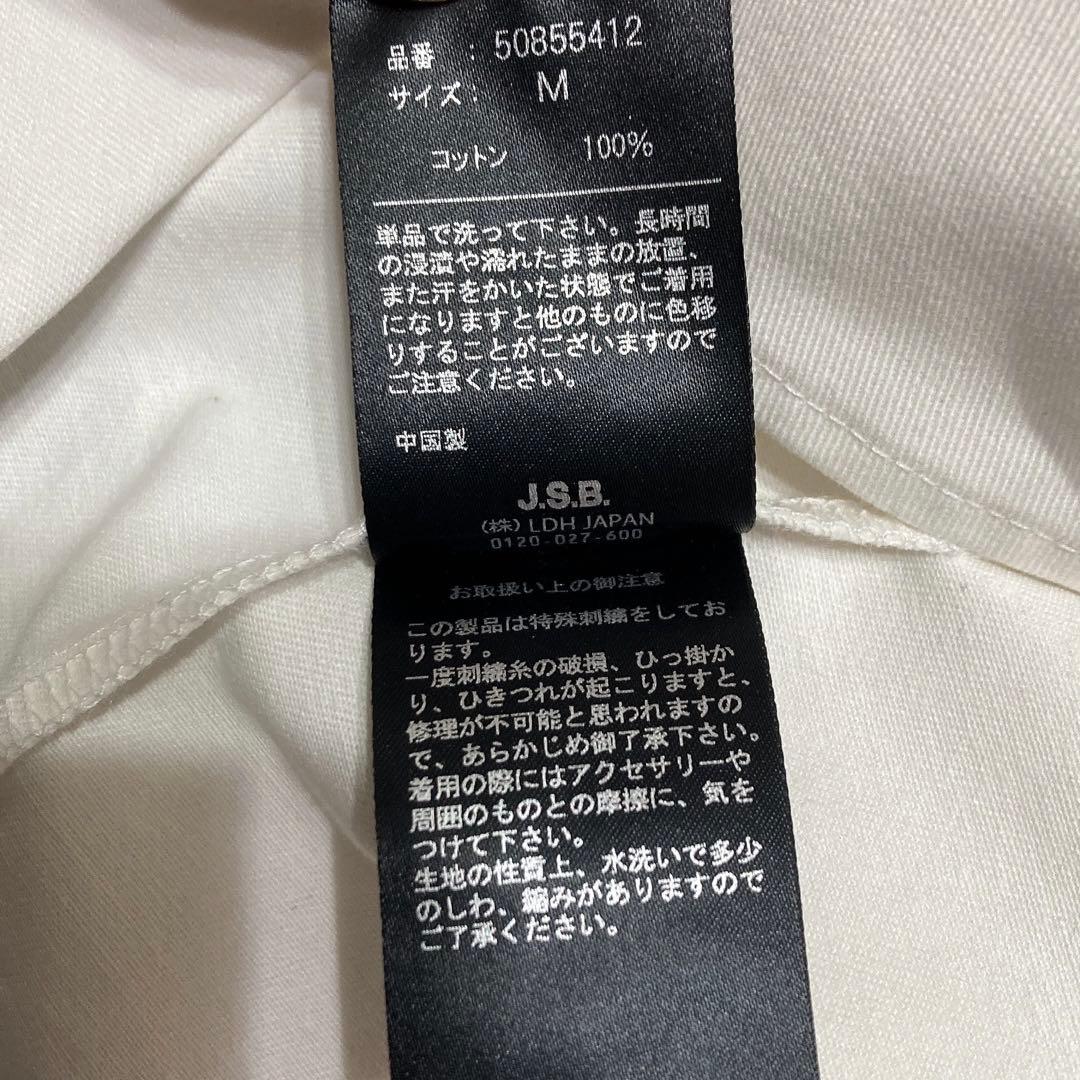 品番 : 50855412
サイズ : M
コットン 100%
単品で洗って下さい。長時間
の浸漬や濡れたままの放置、
また汗をかいた状態でご着用
になりますと他のものに色移
りすることがございますので
ご注意ください。
中国製
J.S.B.
(株) LDH JAPAN
0120-027-600
お取扱い上の御注意
この製品は特殊刺繍をしてお
ります。
一度刺繍糸の破損、ひっ掛か
り、ひきつれが起こりますと、
修理が不可能と思われますの
で、あらかじめ御了承下さい。
着用の際にはアクセサリーや
周囲のものとの摩擦に、気を
つけて下さい。
生地の性質上、水洗いで多少
のしわ、縮みがありますので
ご了承ください。